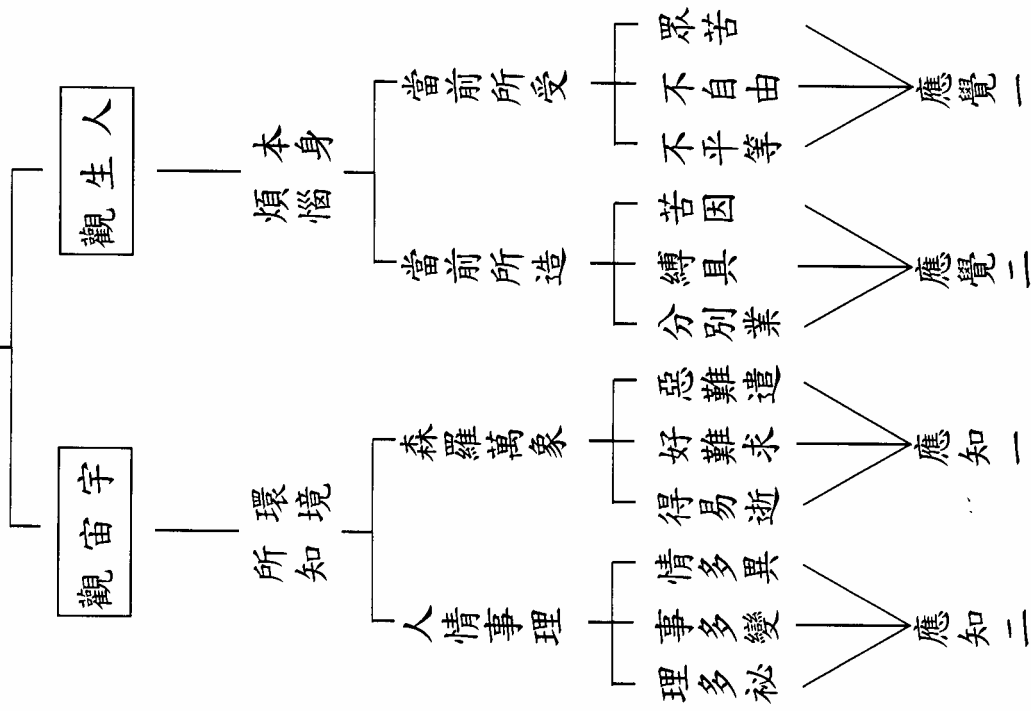 人生觀
本身
煩惱
當前所受
眾苦
不自由
不平等
應覺一
當前所造
苦因
縛具
分別業
應覺二
宇宙觀
環境
所知
森羅萬象
惡難遣
好難求
得易逝
應知一
人情事理
情多異
事多變
理多祕
應知二